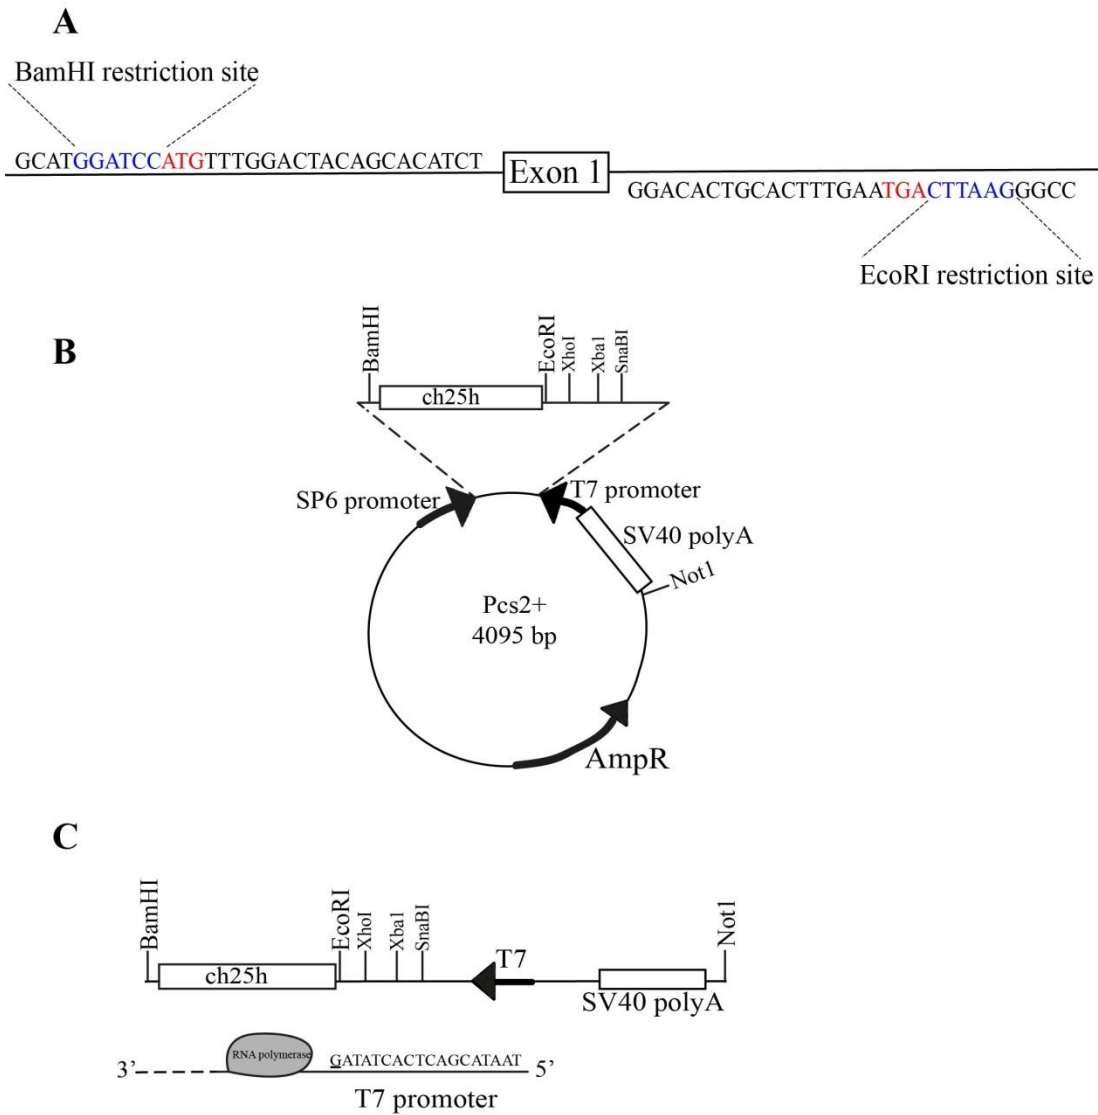 A
BamHI restriction site
GCATGGATCCATGTTTGGACTACAGCACATCT
Exon 1
GGACACTGCACTTTGAATGACTTAAGGGCC
EcoRI restriction site
B
BamHI
EcoRI
XhoI
Xba1
SnaBI
ch25h
SP6 promoter
T7 promoter
SV40 polyA
Not1
Pcs2+
4095 bp
AmpR
C
BamHI
EcoRI
XhoI
Xba1
SnaBI
Not1
ch25h
T7
SV40 polyA
RNA polymerase
GATATCACTCAGCATAAT
3’
5’
T7 promoter